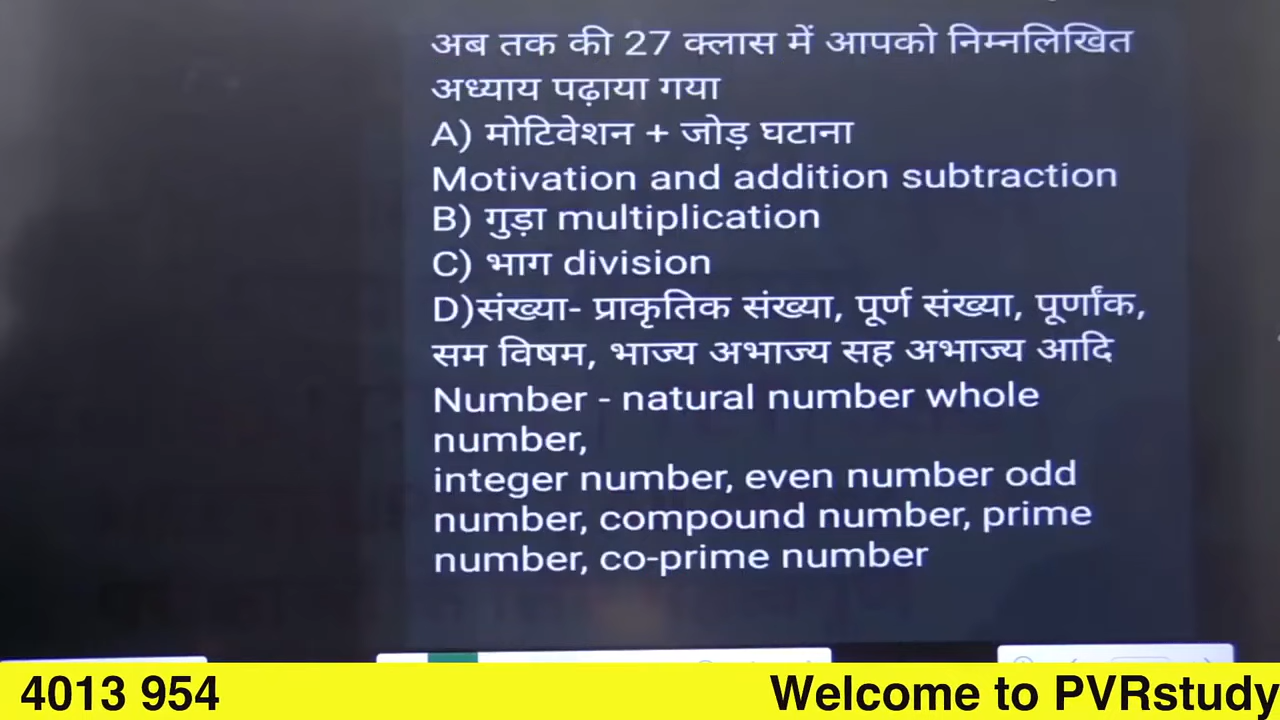 अब तक की 27 क्लास में आपको निम्नलिखित
अध्याय पढ़ाया गया
A) मोटिवेशन + जोड़ घटाना
Motivation and addition subtraction
B) गुड़ा multiplication
C) भाग division
D)संख्या- प्राकृतिक संख्या, पूर्ण संख्या, पूर्णांक,
सम विषम, भाज्य अभाज्य सह अभाज्य आदि
Number - natural number whole
number,
integer number, even number odd
number, compound number, prime
number, co-prime number
4013 954
Welcome to PVRstudy